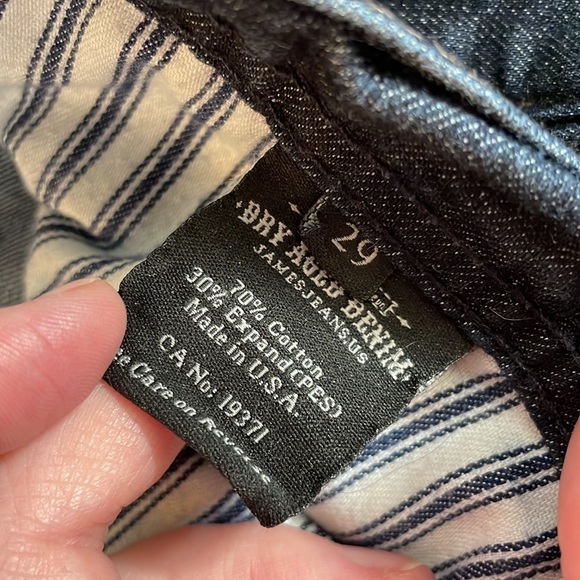 29
DRY AGED DENIM
JAMESJEANS.US
70% Cotton
30% Expand(PES)
Made in U.S.A.
CA No: 19371
Care on Reverse